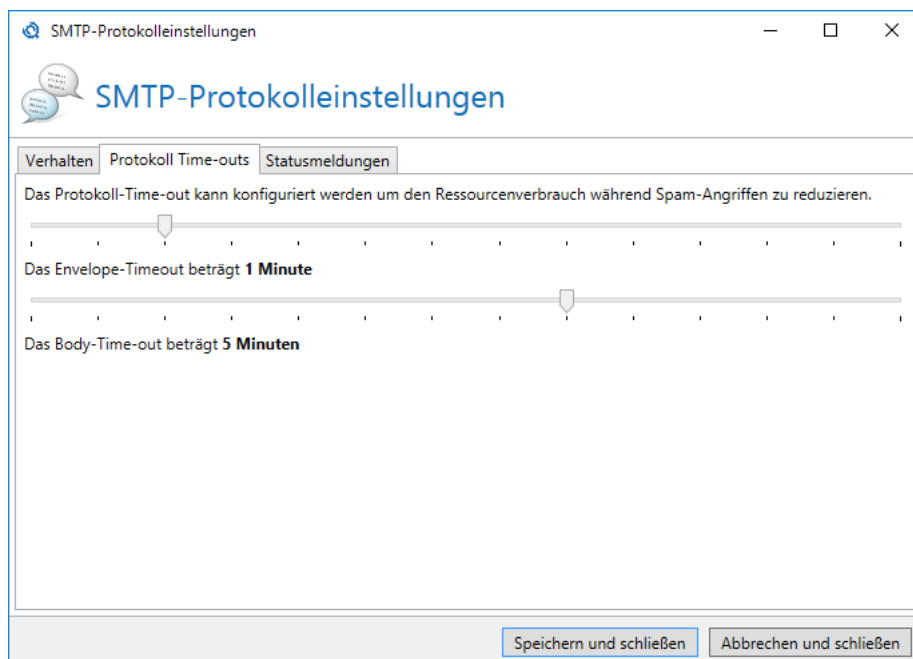 SMTP-Protokolleinstellungen
SMTP-Protokolleinstellungen
Verhalten Protokoll Time-outs Statusmeldungen
Das Protokoll-Time-out kann konfiguriert werden um den Ressourcenverbrauch während Spam-Angriffen zu reduzieren.
Das Envelope-Timeout beträgt 1 Minute
Das Body-Time-out beträgt 5 Minuten
Speichern und schließen Abbrechen und schließen